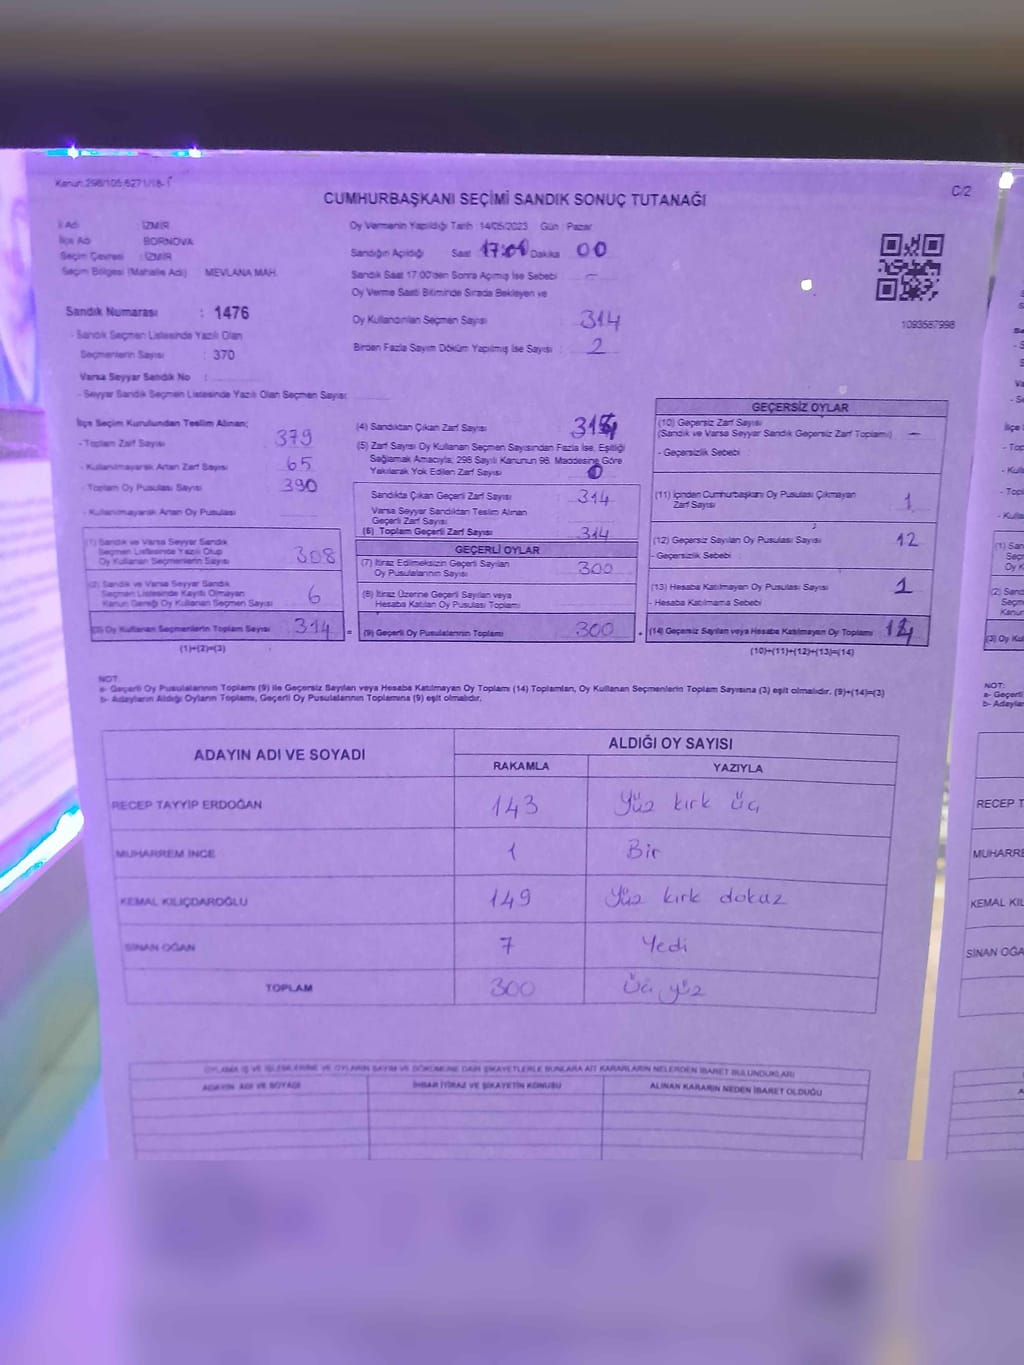 Kanun:298/105-6271/18-1
C/2
CUMHURBAŞKANI SEÇİMİ SANDIK SONUÇ TUTANAĞI
İl Adı : İZMİR
İlçe Adı : BORNOVA
Seçim Çevresi : İZMİR
Seçim Bölgesi (Mahalle Adı) : MEVLANA MAH.
Sandık Numarası : 1476
- Sandık Seçmen Listesinde Yazılı Olan
Seçmenlerin Sayısı : 370
Varsa Seyyar Sandık No :
- Seyyar Sandık Seçmen Listesinde Yazılı Olan Seçmen Sayısı:
Oy Vermenin Yapıldığı Tarih : 14/05/2023 Gün : Pazar
Sandığın Açıldığı Saat 17:00 Dakika 00
Sandık Saat 17.00'den Sonra Açılmış İse Sebebi : -
Oy Verme Saati Bitiminde Sırada Bekleyen ve
Oy Kullandırılan Seçmen Sayısı : 314
Birden Fazla Sayım Döküm Yapılmış İse Sayısı : 2
1093587998
İlçe Seçim Kurulundan Teslim Alınan;
- Toplam Zarf Sayısı : 379
- Kullanılmayarak Artan Zarf Sayısı : 65
- Toplam Oy Pusulası Sayısı : 390
- Kullanılmayarak Artan Oy Pusulası :
(1) Sandık ve Varsa Seyyar Sandık
Seçmen Listesinde Yazılı Olup
Oy Kullanan Seçmenlerin Sayısı 308
(2) Sandık ve Varsa Seyyar Sandık
Seçmen Listesinde Kayıtlı Olmayan
Kanun Gereği Oy Kullanan Seçmen Sayısı 6
(3) Oy Kullanan Seçmenlerin Toplam Sayısı 314
(1)+(2)=(3)
(4) Sandıktan Çıkan Zarf Sayısı : 314
(5) Zarf Sayısı Oy Kullanan Seçmen Sayısından Fazla İse, Eşitliği
Sağlamak Amacıyla; 298 Sayılı Kanunun 98. Maddesine Göre
Yakılarak Yok Edilen Zarf Sayısı : 0
Sandıkta Çıkan Geçerli Zarf Sayısı : 314
Varsa Seyyar Sandıktan Teslim Alınan
Geçerli Zarf Sayısı :
(6) Toplam Geçerli Zarf Sayısı : 314
GEÇERLİ OYLAR
(7) İtiraz Edilmeksizin Geçerli Sayılan
Oy Pusulalarının Sayısı : 300
(8) İtiraz Üzerine Geçerli Sayılan veya
Hesaba Katılan Oy Pusulası Toplamı :
= (9) Geçerli Oy Pusulalarının Toplamı : 300
GEÇERSİZ OYLAR
(10) Geçersiz Zarf Sayısı
(Sandık ve Varsa Seyyar Sandık Geçersiz Zarf Toplamı) : -
- Geçersizlik Sebebi :
(11) İçinden Cumhurbaşkanı Oy Pusulası Çıkmayan
Zarf Sayısı : 1
(12) Geçersiz Sayılan Oy Pusulası Sayısı : 12
- Geçersizlik Sebebi :
(13) Hesaba Katılmayan Oy Pusulası Sayısı : 1
- Hesaba Katılmama Sebebi :
+ (14) Geçersiz Sayılan veya Hesaba Katılmayan Oy Toplamı : 14
(10)+(11)+(12)+(13)=(14)
NOT:
a- Geçerli Oy Pusulalarının Toplamı (9) ile Geçersiz Sayılan veya Hesaba Katılmayan Oy Toplamı (14) Toplamları, Oy Kullanan Seçmenlerin Toplam Sayısına (3) eşit olmalıdır. (9)+(14)=(3)
b- Adayların Aldığı Oyların Toplamı, Geçerli Oy Pusulalarının Toplamına (9) eşit olmalıdır.
ADAYIN ADI VE SOYADI ALDIĞI OY SAYISI
RAKAMLA YAZIYLA
RECEP TAYYİP ERDOĞAN 143 Yüz kırk üç
MUHARREM İNCE 1 Bir
KEMAL KILIÇDAROĞLU 149 Yüz kırk dokuz
SİNAN OĞAN 7 Yedi
TOPLAM 300 Üç yüz
OYLAMA İŞ VE İŞLEMLERİNE VE OYLARIN SAYIM VE DÖKÜMÜNE DAİR ŞİKAYETLERLE BUNLARA AİT KARARLARIN NELERDEN İBARET BULUNDUKLARI
ADAYIN ADI VE SOYADI İHBAR İTİRAZ VE ŞİKAYETİN KONUSU ALINAN KARARIN NEDEN İBARET OLDUĞU
RECEP T
MUHARRE
KEMAL KIL
SİNAN OĞA